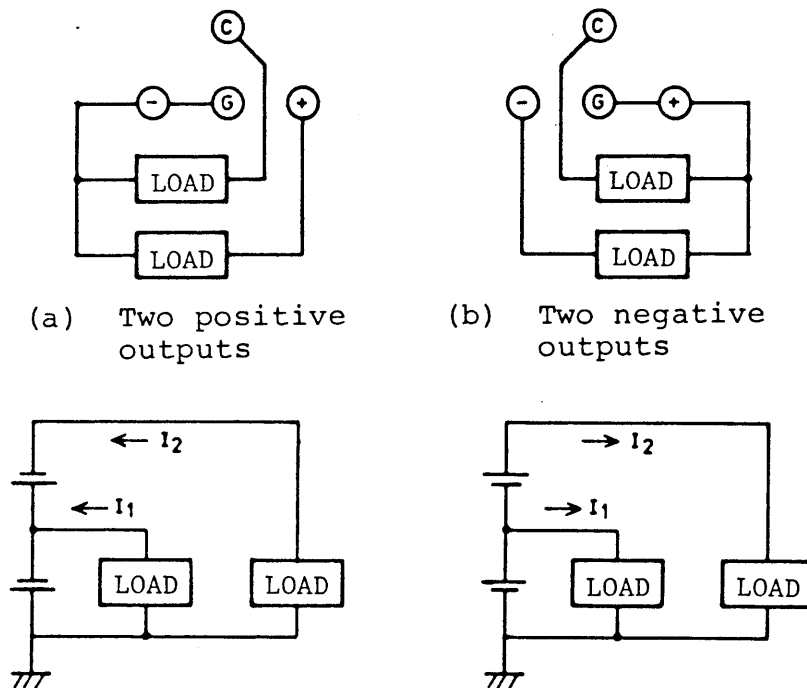 C
C
- G +
- G +
LOAD
LOAD
LOAD
LOAD
(a) Two positive
outputs
(b) Two negative
outputs
← I2
← I1
LOAD
LOAD
→ I2
→ I1
LOAD
LOAD